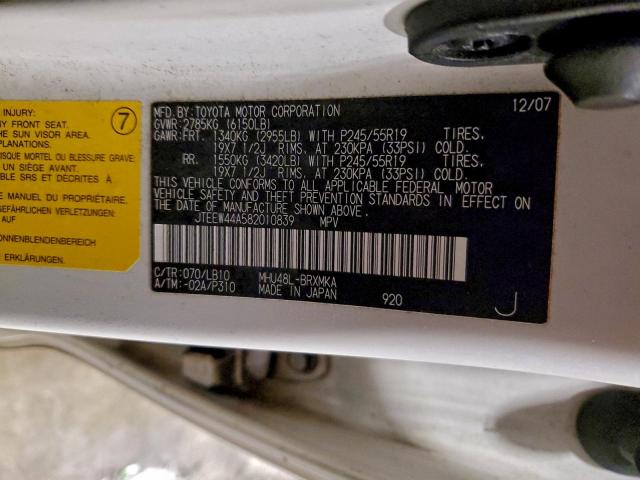 INJURY:
FRONT SEAT.
HE SUN VISOR AREA.
PLANATIONS.
7
ISQUE MORTEL OU BLESSURE GRAVE:
UN SIÈGE AVANT.
ABLE SRS ET DÉCRITES À
E MANUEL DU PROPRIÉTAIRE.
FÄHRLICHEN VERLETZUNGEN:
ONNENBLENDENBEREICH.
ERLÄUTERUNGEN.
MFD. BY: TOYOTA MOTOR CORPORATION 12/07
GVWR: 2785KG (6150LB)
GAWR: FRT. 1340KG (2955LB) WITH P245/55R19 TIRES,
19X7 1/2J RIMS, AT 230KPA (33PSI) COLD.
RR. 1550KG (3420LB) WITH P245/55R19 TIRES,
19X7 1/2J RIMS, AT 230KPA (33PSI) COLD.
THIS VEHICLE CONFORMS TO ALL APPLICABLE FEDERAL MOTOR
VEHICLE SAFETY AND THEFT PREVENTION STANDARDS IN EFFECT ON
THE DATE OF MANUFACTURE SHOWN ABOVE.
JTEEW44A582010839 MPV
C/TR: 070/LB10 MHU48L-BRXMKA
A/TM: -02A/P310 MADE IN JAPAN 920 J